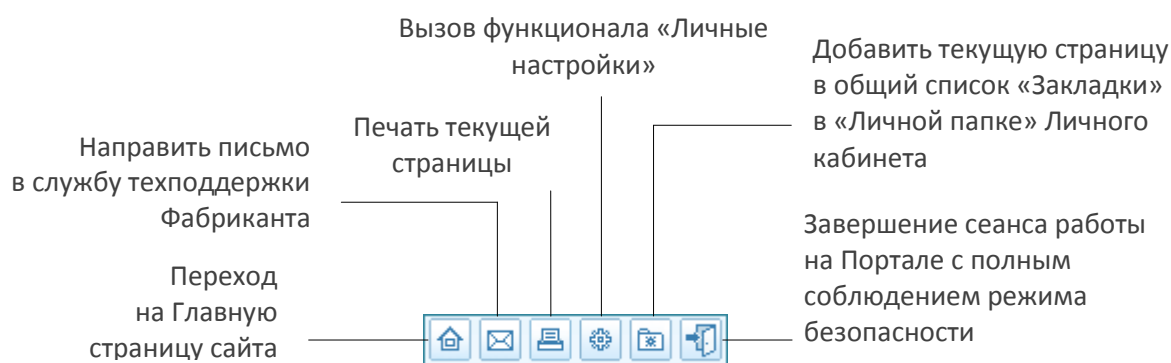 Вызов функционала «Личные
настройки»
Добавить текущую страницу
в общий список «Закладки»
в «Личной папке» Личного
кабинета
Печать текущей
страницы
Направить письмо
в службу техподдержки
Фабриканта
Завершение сеанса работы
на Портале с полным
соблюдением режима
безопасности
Переход
на Главную
страницу сайта